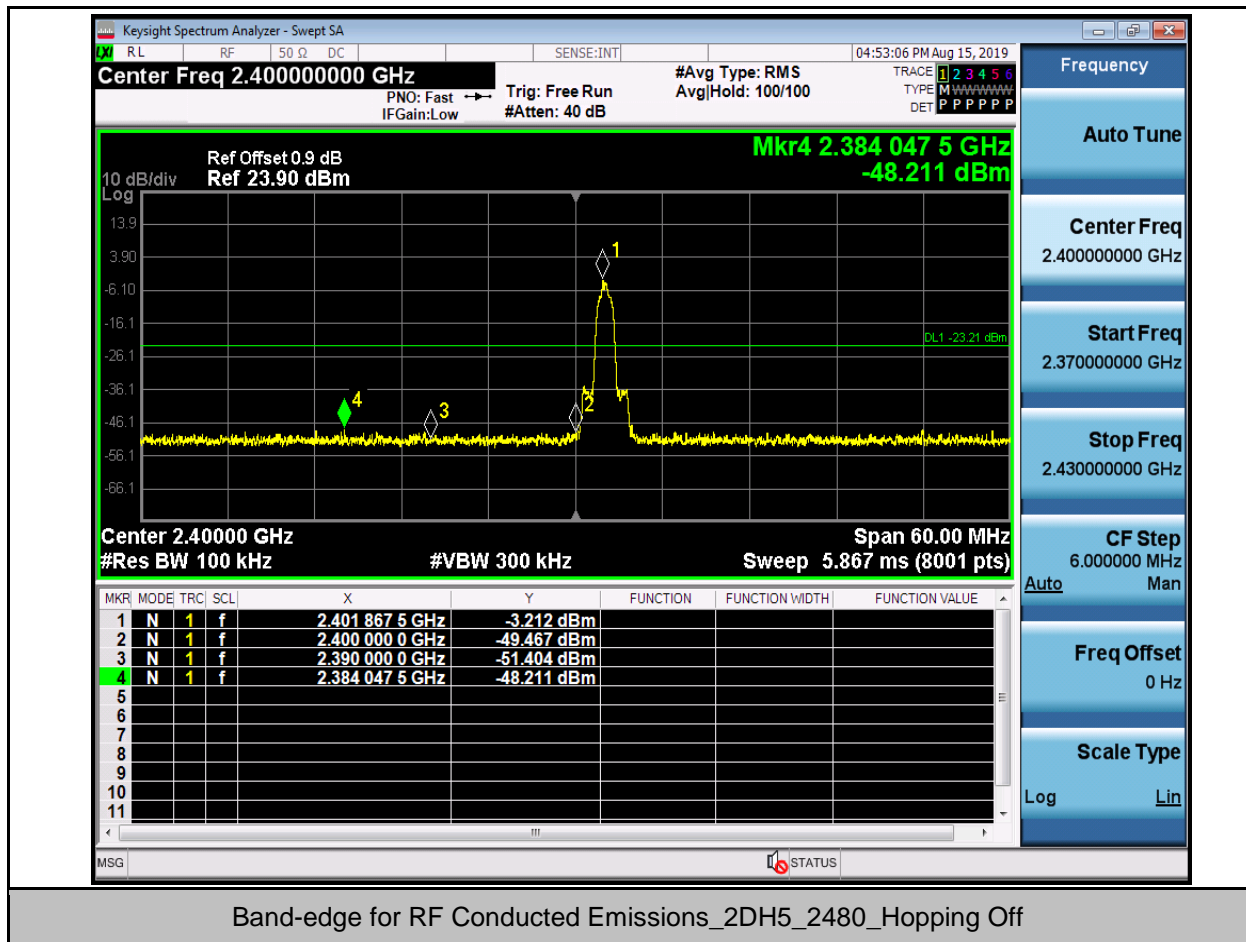 Keysight Spectrum Analyzer - Swept SA
LXI RL RF 50 Ω DC SENSE:INT 04:53:06 PM Aug 15, 2019
Center Freq 2.400000000 GHz
#Avg Type: RMS
TRACE 1 2 3 4 5 6
PNO: Fast
Trig: Free Run
Avg|Hold: 100/100
TYPE M WWWWW
IFGain:Low
#Atten: 40 dB
DET P P P P P P
Mkr4 2.384 047 5 GHz
-48.211 dBm
Ref Offset 0.9 dB
10 dB/div Ref 23.90 dBm
Log
13.9
3.90
-6.10
-16.1
-26.1
-36.1
-46.1
-56.1
-66.1
1
DL1 -23.21 dBm
4
3
2
Center 2.40000 GHz Span 60.00 MHz
#Res BW 100 kHz #VBW 300 kHz Sweep 5.867 ms (8001 pts)
MKR MODE TRC SCL X Y FUNCTION FUNCTION WIDTH FUNCTION VALUE
1 N 1 f 2.401 867 5 GHz -3.212 dBm
2 N 1 f 2.400 000 0 GHz -49.467 dBm
3 N 1 f 2.390 000 0 GHz -51.404 dBm
4 N 1 f 2.384 047 5 GHz -48.211 dBm
5
6
7
8
9
10
11
MSG STATUS
Frequency
Auto Tune
Center Freq
2.400000000 GHz
Start Freq
2.370000000 GHz
Stop Freq
2.430000000 GHz
CF Step
6.000000 MHz
Auto Man
Freq Offset
0 Hz
Scale Type
Log Lin
Band-edge for RF Conducted Emissions_2DH5_2480_Hopping Off